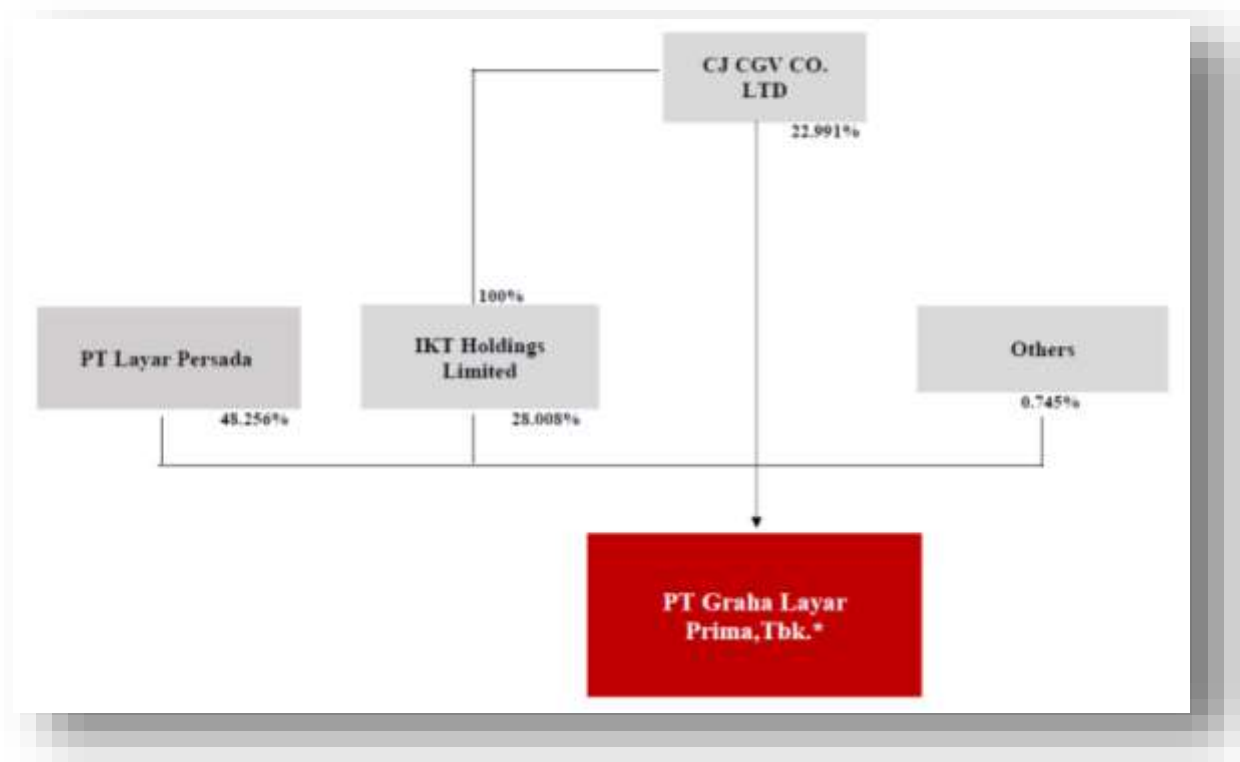 CJ CGV CO.
LTD
22.991%
100%
PT Layar Persada
48.256%
IKT Holdings
Limited
28.008%
Others
0.745%
PT Graha Layar
Prima,Tbk.*